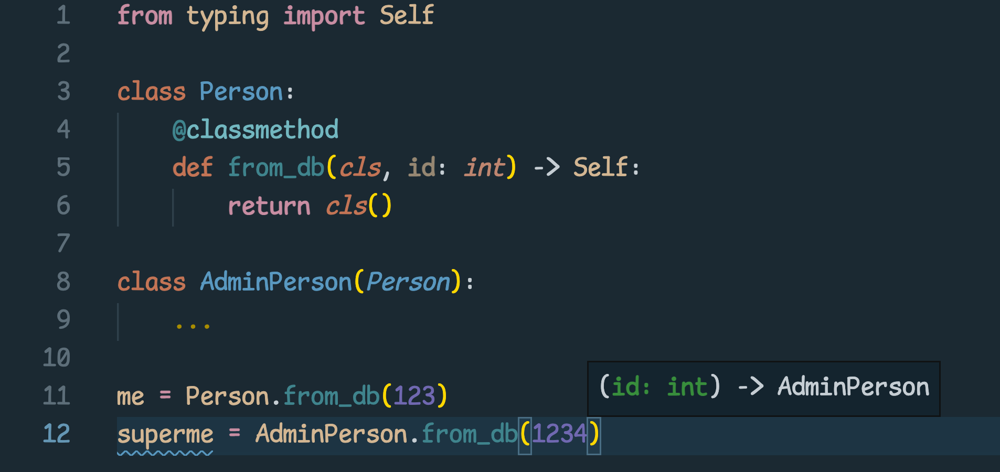 1 from typing import Self
2
3 class Person:
4     @classmethod
5     def from_db(cls, id: int) -> Self:
6         return cls()
7
8 class AdminPerson(Person):
9     ...
10
(id: int) -> AdminPerson
11 me = Person.from_db(123)
12 superme = AdminPerson.from_db(1234)